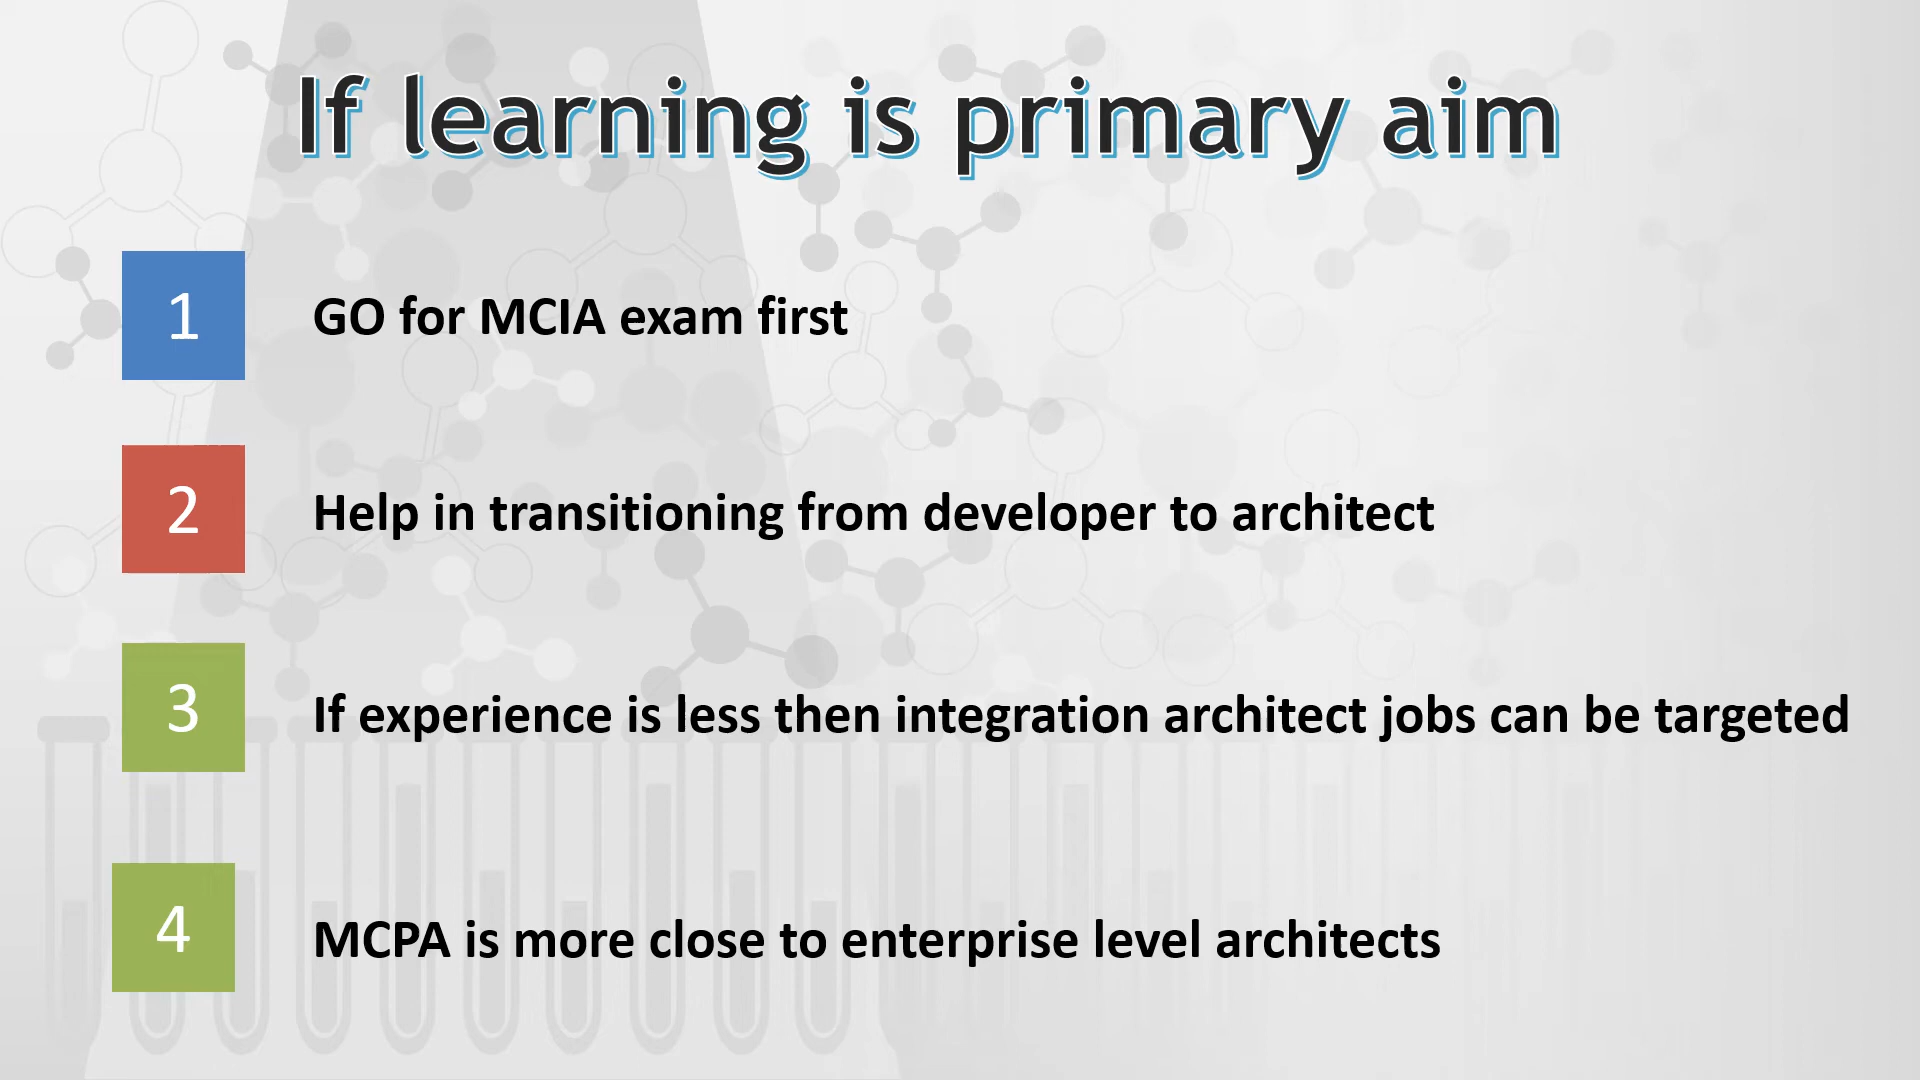 If learning is primary aim
1
GO for MCIA exam first
2
Help in transitioning from developer to architect
3
If experience is less then integration architect jobs can be targeted
4
MCPA is more close to enterprise level architects